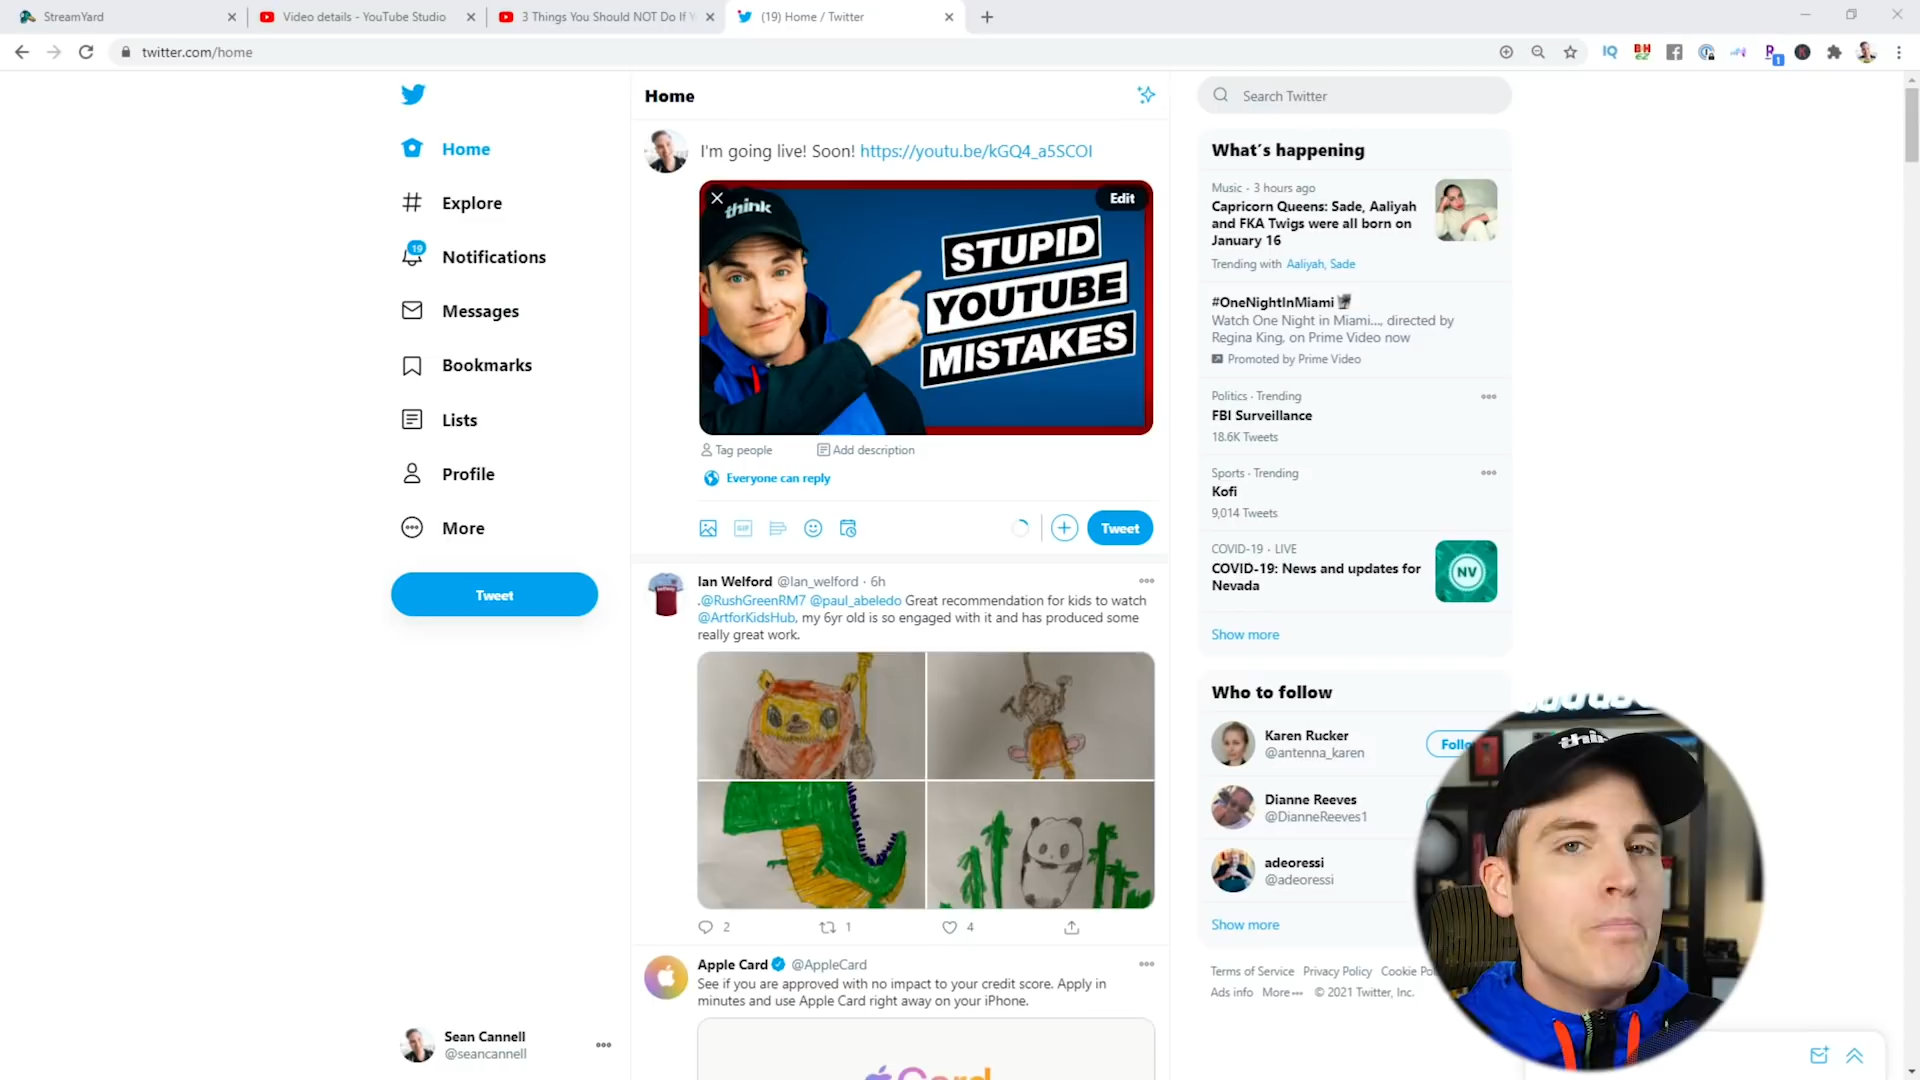 StreamYard
Video details - YouTube Studio
3 Things You Should NOT Do If
(19) Home / Twitter
twitter.com/home
Home
Explore
19
Notifications
Messages
Bookmarks
Lists
Profile
More
Tweet
Sean Cannell
@seancannell
Home
I'm going live! Soon! https://youtu.be/kGQ4_a5SCOI
Edit
think
STUPID
YOUTUBE
MISTAKES
Tag people
Add description
Everyone can reply
GIF
Tweet
Ian Welford @Ian_welford · 6h
.@RushGreenRM7 @paul_abeledo Great recommendation for kids to watch
@ArtforKidsHub, my 6yr old is so engaged with it and has produced some
really great work.
2
1
4
Apple Card @AppleCard
See if you are approved with no impact to your credit score. Apply in
minutes and use Apple Card right away on your iPhone.
Card
Search Twitter
What's happening
Music · 3 hours ago
Capricorn Queens: Sade, Aaliyah
and FKA Twigs were all born on
January 16
Trending with Aaliyah, Sade
#OneNightInMiami
Watch One Night in Miami..., directed by
Regina King, on Prime Video now
Promoted by Prime Video
Politics · Trending
FBI Surveillance
18.6K Tweets
Sports · Trending
Kofi
9,014 Tweets
COVID-19 · LIVE
COVID-19: News and updates for
Nevada
NV
Show more
Who to follow
Karen Rucker
@antenna_karen
Dianne Reeves
@DianneReeves1
adeoressi
@adeoressi
Show more
Terms of Service Privacy Policy Cookie
Ads info More © 2021 Twitter, Inc.